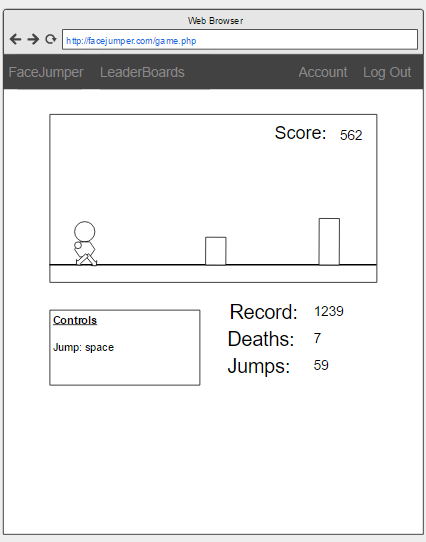 Web Browser
http://facejumper.com/game.php
FaceJumper LeaderBoards Account Log Out
Score: 562
Controls
Jump: space
Record: 1239
Deaths: 7
Jumps: 59